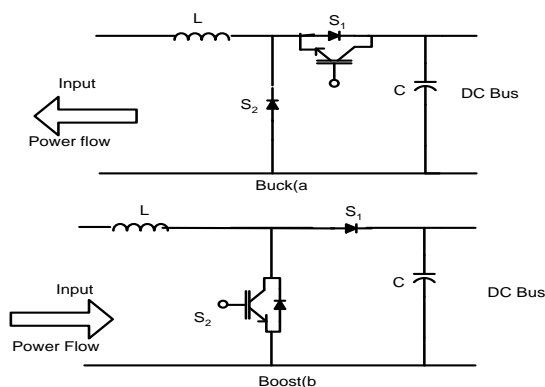 L
S1
Input
S2
C
DC Bus
Power flow
Buck(a
L
S1
Input
C
DC Bus
S2
Power Flow
Boost(b